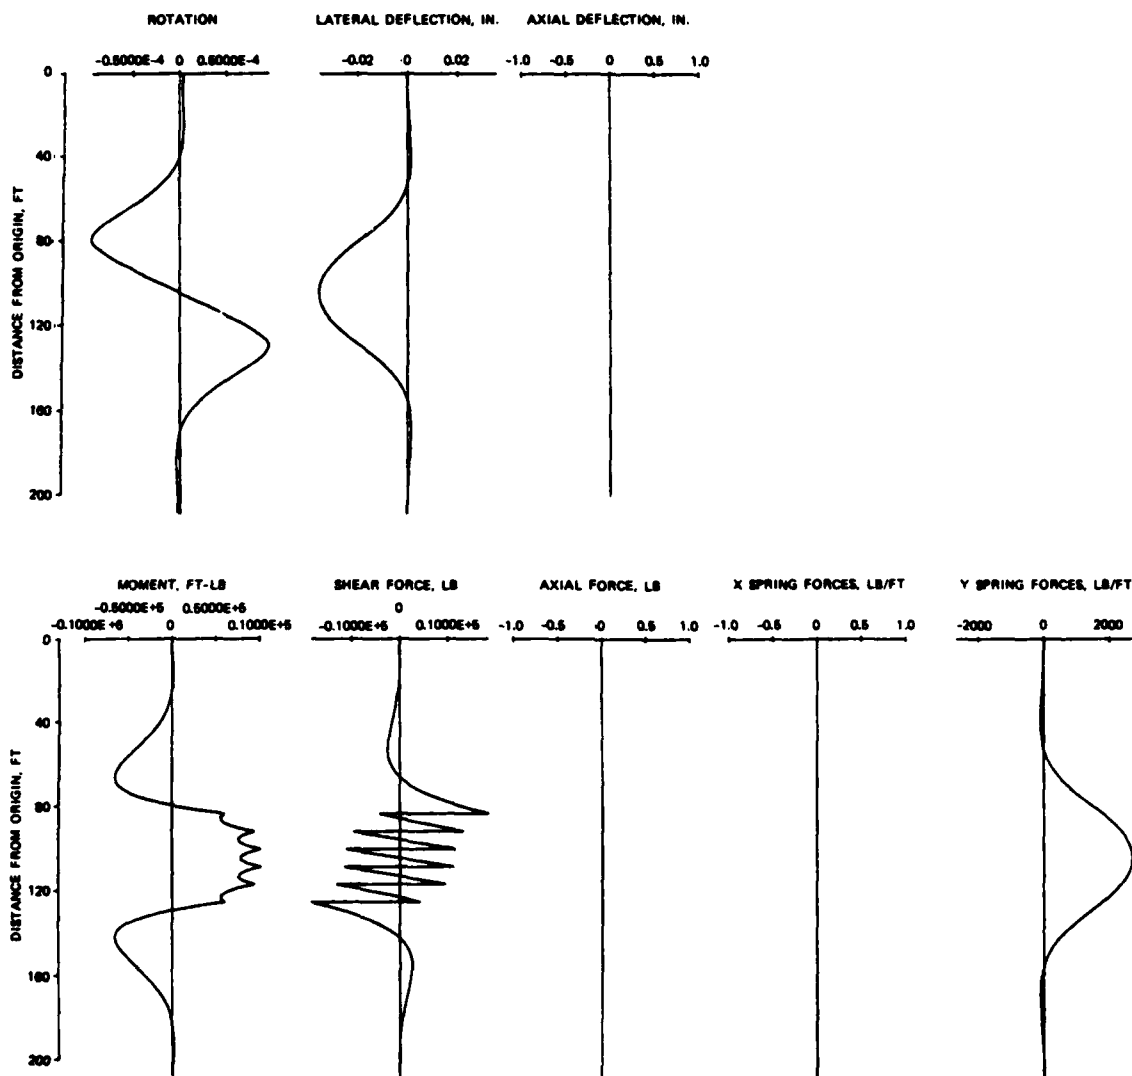 ROTATION LATERAL DEFLECTION, IN. AXIAL DEFLECTION, IN.
-0.5000E-4 0 0.5000E-4 -0.02 0 0.02 -1.0 -0.5 0 0.5 1.0
0
40
80
120
160
200
DISTANCE FROM ORIGIN, FT
MOMENT, FT-LB SHEAR FORCE, LB AXIAL FORCE, LB X SPRING FORCES, LB/FT Y SPRING FORCES, LB/FT
-0.5000E+5 0.5000E+5 0
-0.1000E+6 0 0.1000E+6 -0.1000E+5 0.1000E+5 -1.0 -0.5 0 0.5 1.0 -1.0 -0.5 0 0.5 1.0 -2000 0 2000
0
40
80
120
160
200
DISTANCE FROM ORIGIN, FT